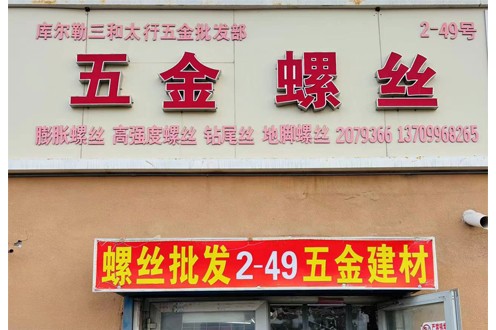 库尔勒三和太行五金批发部 2-49号
五金螺丝
膨胀螺丝 高强度螺丝 钻尾丝 地脚螺丝 2079366 13709968265
螺丝批发2-49五金建材